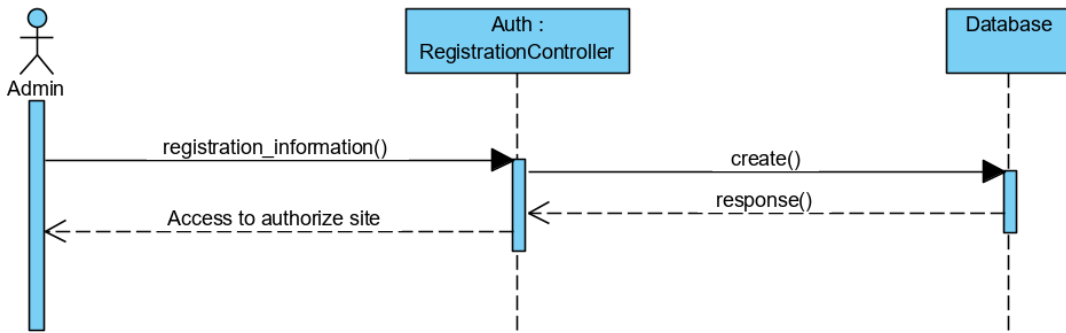 Auth :
RegistrationController
Database
Admin
registration_information()
create()
response()
Access to authorize site